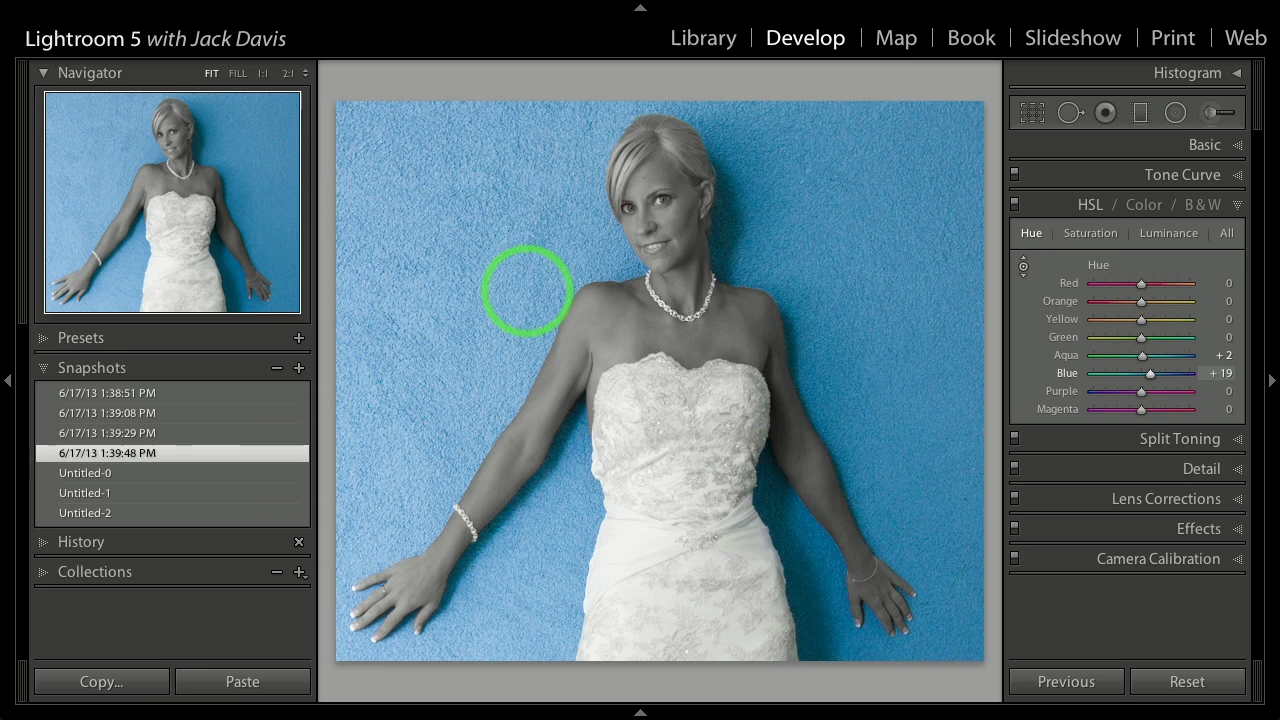 Lightroom 5 with Jack Davis
Library | Develop | Map | Book | Slideshow | Print | Web
Navigator FIT FILL 1:1 2:1
Presets
Snapshots
6/17/13 1:38:51 PM
6/17/13 1:39:08 PM
6/17/13 1:39:29 PM
6/17/13 1:39:48 PM
Untitled-0
Untitled-1
Untitled-2
History
Collections
Copy... Paste
Histogram
Basic
Tone Curve
HSL / Color / B & W
Hue | Saturation | Luminance | All
Hue
Red 0
Orange 0
Yellow 0
Green 0
Aqua + 2
Blue + 19
Purple 0
Magenta 0
Split Toning
Detail
Lens Corrections
Effects
Camera Calibration
Previous Reset